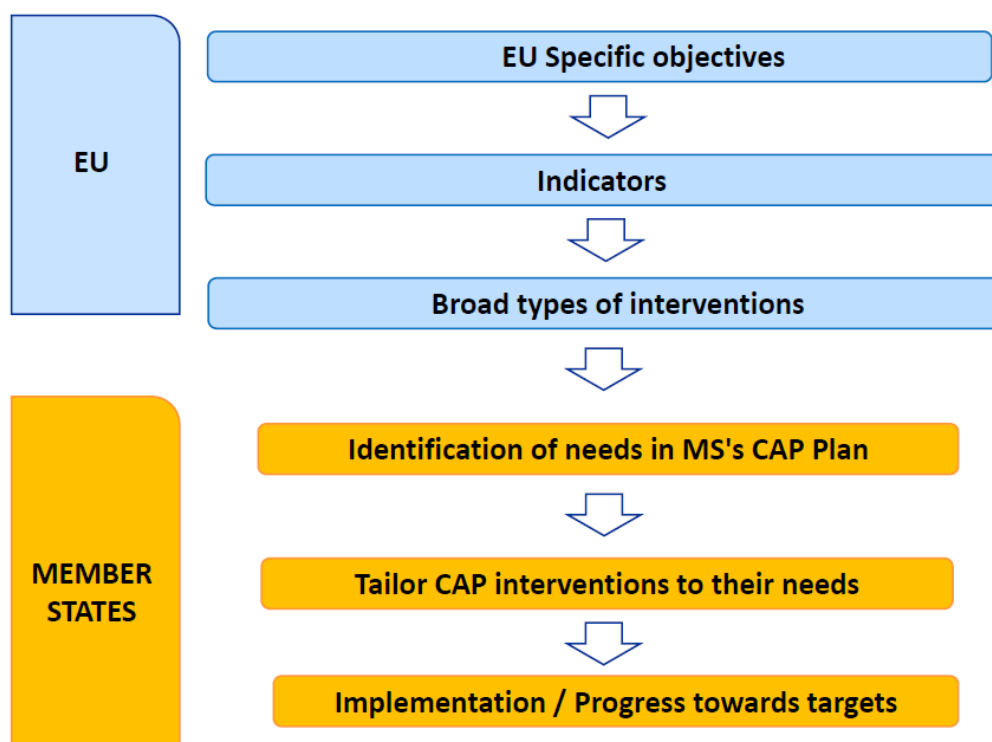 EU
EU Specific objectives
Indicators
Broad types of interventions
MEMBER
STATES
Identification of needs in MS's CAP Plan
Tailor CAP interventions to their needs
Implementation / Progress towards targets